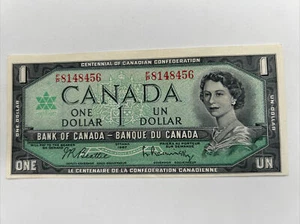 CENTENNIAL OF CANADIAN CONFEDERATION
1 8148456 8148456 1
CANADA
ONE DOLLAR 1 UN DOLLAR
BANK OF CANADA - BANQUE DU CANADA
ONE UN
LE CENTENAIRE DE LA CONFÉDÉRATION CANADIENNE
ONE DOLLAR
UN DOLLAR